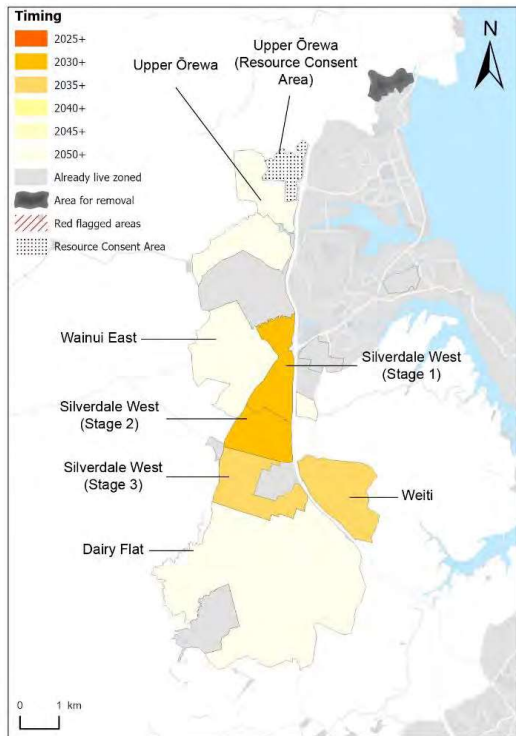 Timing
2025+
2030+
2035+
2040+
2045+
2050+
Already live zoned
Area for removal
Red flagged areas
Resource Consent Area
Upper Ōrewa
Upper Ōrewa
(Resource Consent
Area)
N
Wainui East
Silverdale West
(Stage 1)
Silverdale West
(Stage 2)
Silverdale West
(Stage 3)
Weiti
Dairy Flat
0 1 km